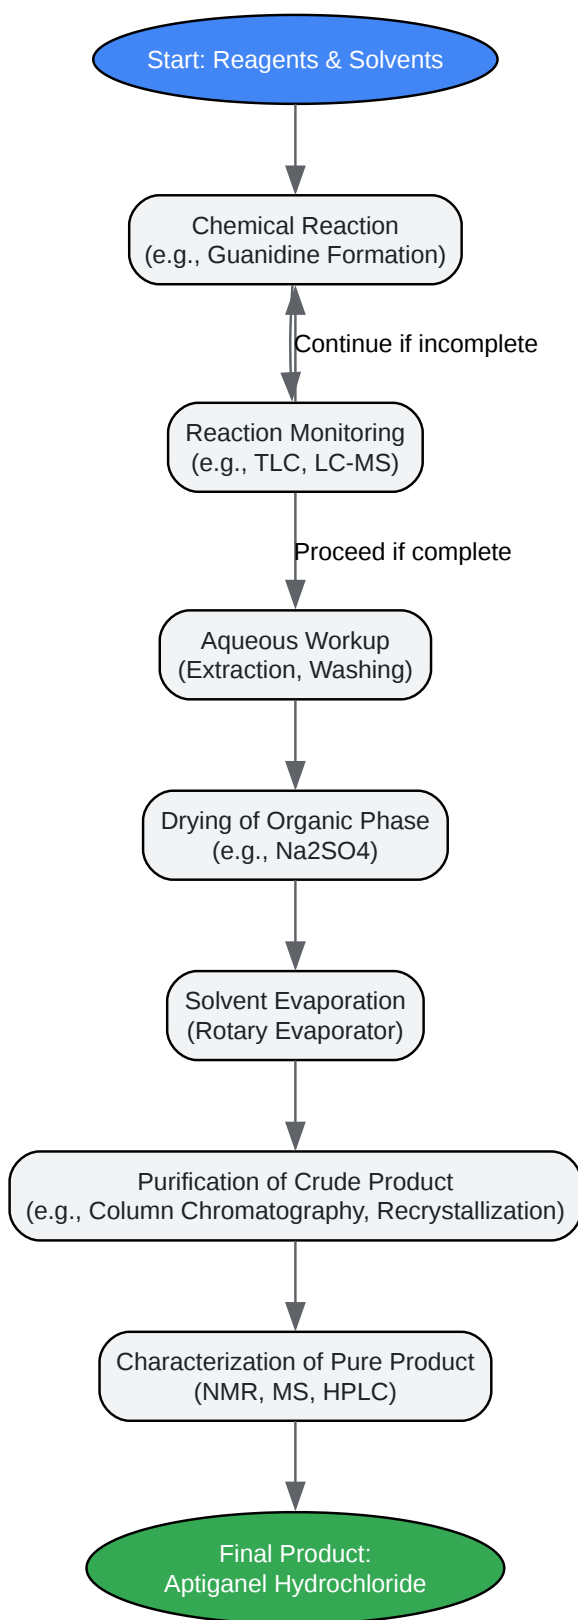 Start: Reagents & Solvents
Chemical Reaction
(e.g., Guanidine Formation)
Continue if incomplete
Reaction Monitoring
(e.g., TLC, LC-MS)
Proceed if complete
Aqueous Workup
(Extraction, Washing)
Drying of Organic Phase
(e.g., Na2SO4)
Solvent Evaporation
(Rotary Evaporator)
Purification of Crude Product
(e.g., Column Chromatography, Recrystallization)
Characterization of Pure Product
(NMR, MS, HPLC)
Final Product:
Aptiganel Hydrochloride